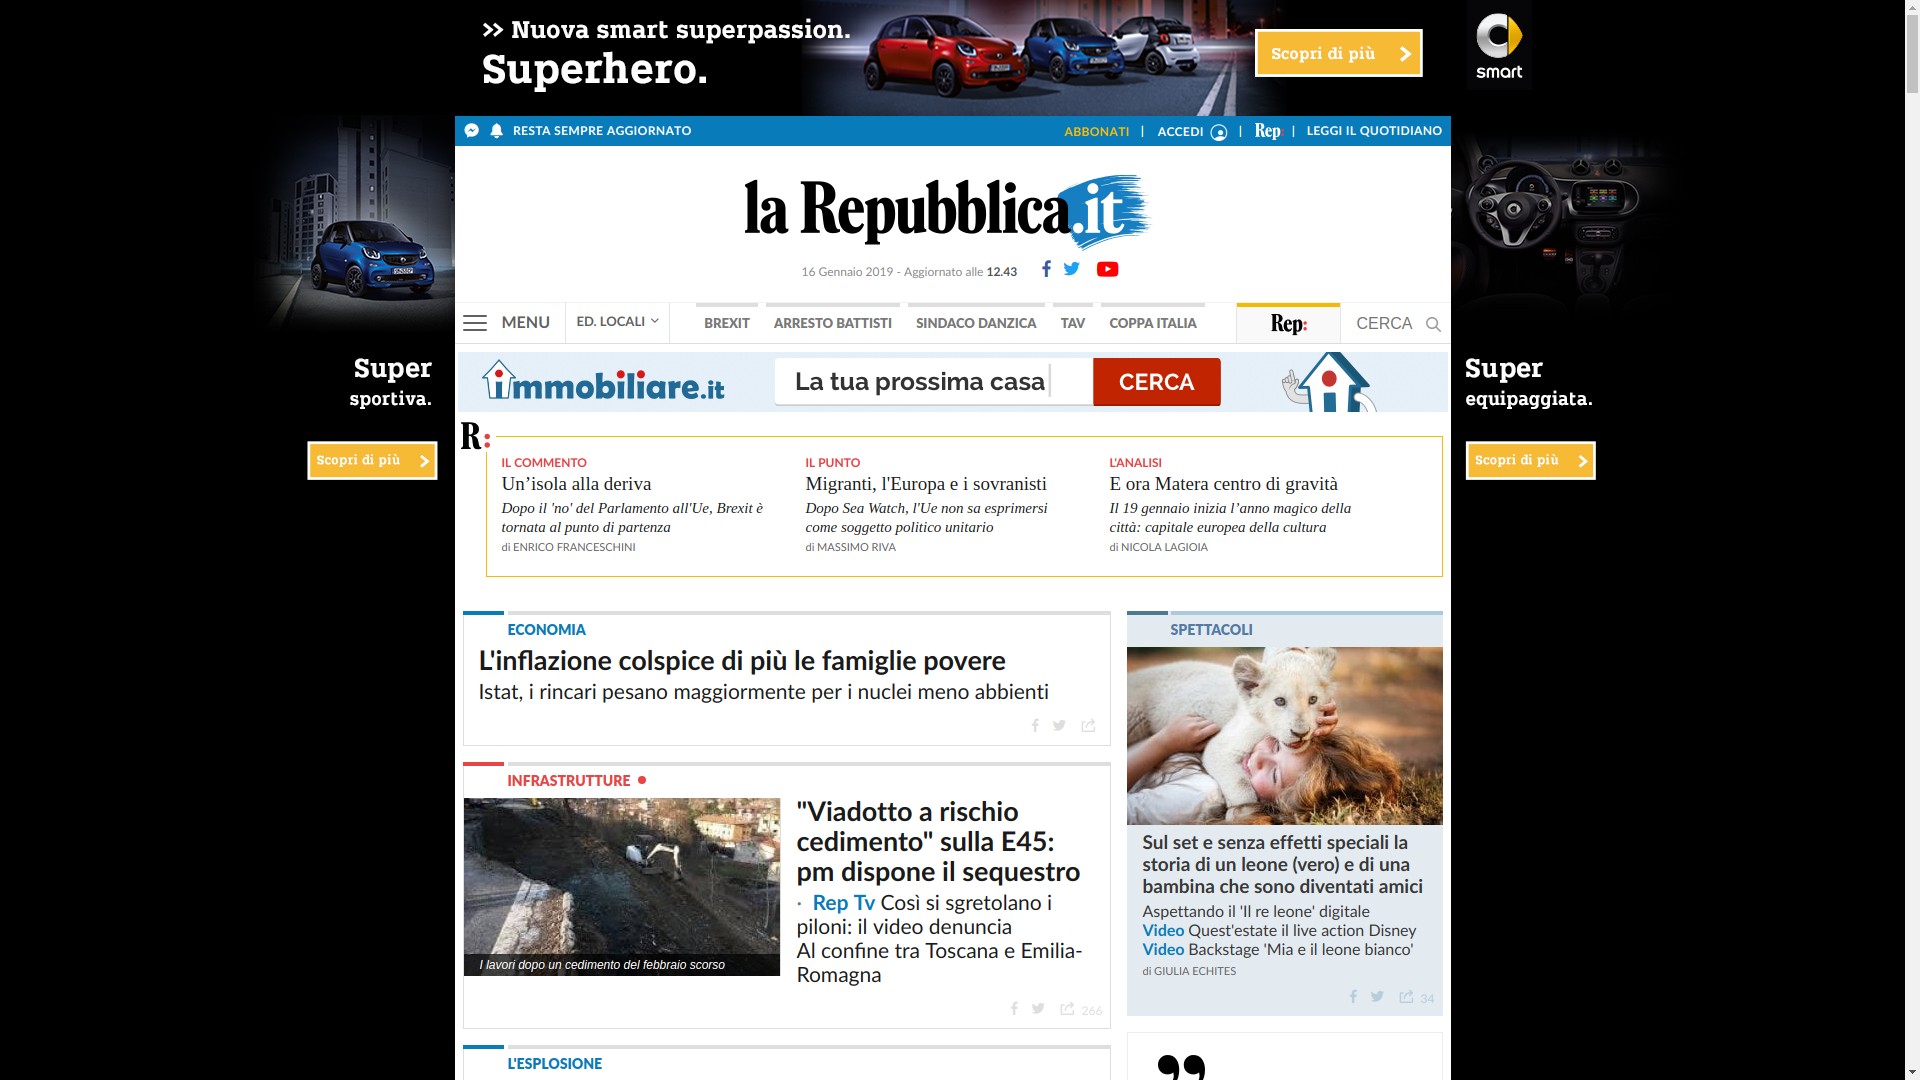 >> Nuova smart superpassion.
Superhero.
Scopri di più
smart
RESTA SEMPRE AGGIORNATO
ABBONATI | ACCEDI | Rep: | LEGGI IL QUOTIDIANO
la Repubblica.it
16 Gennaio 2019 - Aggiornato alle 12.43
MENU
ED. LOCALI
BREXIT
ARRESTO BATTISTI
SINDACO DANZICA
TAV
COPPA ITALIA
Rep:
CERCA
Super
sportiva.
Scopri di più
Super
equipaggiata.
Scopri di più
immobiliare.it
La tua prossima casa
CERCA
R:
IL COMMENTO
Un’isola alla deriva
Dopo il 'no' del Parlamento all'Ue, Brexit è
tornata al punto di partenza
di ENRICO FRANCESCHINI
IL PUNTO
Migranti, l'Europa e i sovranisti
Dopo Sea Watch, l'Ue non sa esprimersi
come soggetto politico unitario
di MASSIMO RIVA
L'ANALISI
E ora Matera centro di gravità
Il 19 gennaio inizia l’anno magico della
città: capitale europea della cultura
di NICOLA LAGIOIA
ECONOMIA
L'inflazione colspice di più le famiglie povere
Istat, i rincari pesano maggiormente per i nuclei meno abbienti
INFRASTRUTTURE
I lavori dopo un cedimento del febbraio scorso
"Viadotto a rischio
cedimento" sulla E45:
pm dispone il sequestro
· Rep Tv Così si sgretolano i
piloni: il video denuncia
Al confine tra Toscana e Emilia-
Romagna
266
L'ESPLOSIONE
SPETTACOLI
Sul set e senza effetti speciali la
storia di un leone (vero) e di una
bambina che sono diventati amici
Aspettando il 'Il re leone' digitale
Video Quest'estate il live action Disney
Video Backstage 'Mia e il leone bianco'
di GIULIA ECHITES
34
”